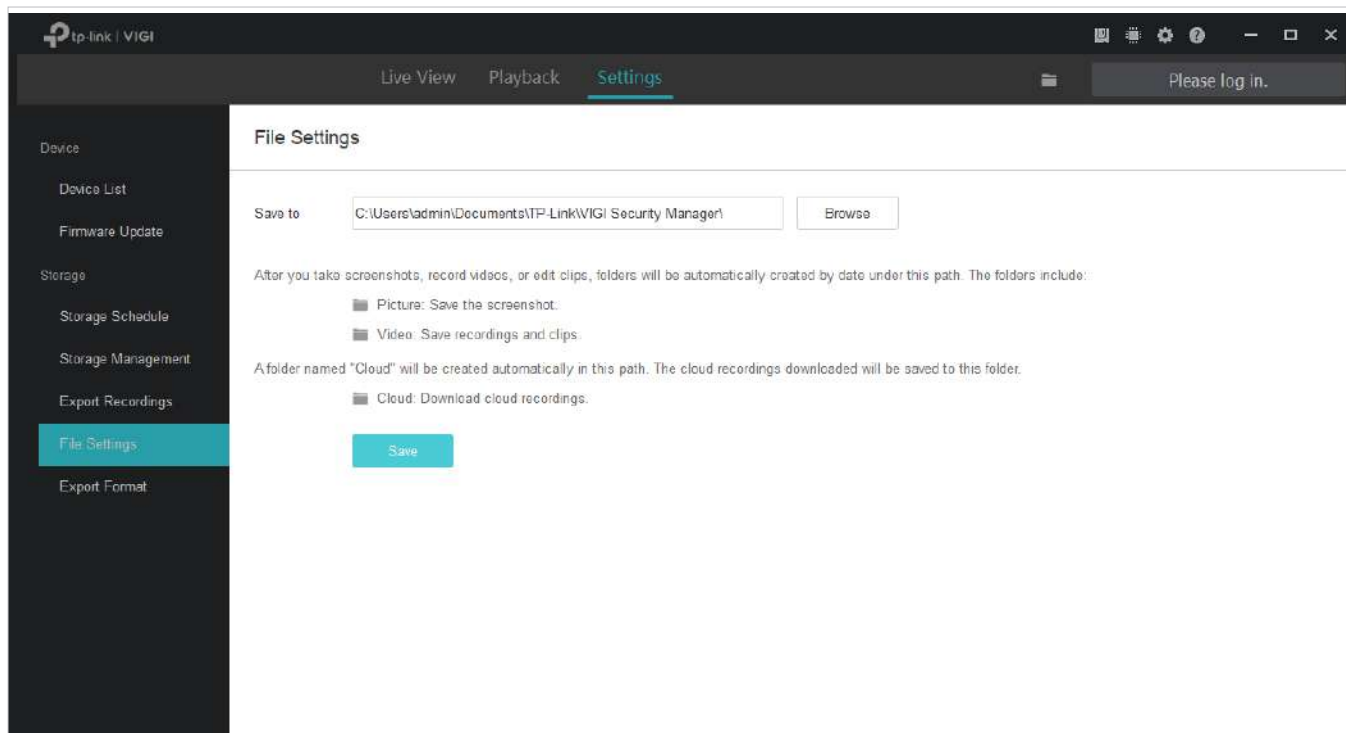 tp-link | VIGI
Live View Playback Settings Please log in.
Device
Device List
Firmware Update
Storage
Storage Schedule
Storage Management
Export Recordings
File Settings
Export Format
File Settings
Save to C:\Users\admin\Documents\TP-Link\VIGI Security Manager\ Browse
After you take screenshots, record videos, or edit clips, folders will be automatically created by date under this path. The folders include:
Picture: Save the screenshot.
Video: Save recordings and clips.
A folder named "Cloud" will be created automatically in this path. The cloud recordings downloaded will be saved to this folder.
Cloud: Download cloud recordings.
Save